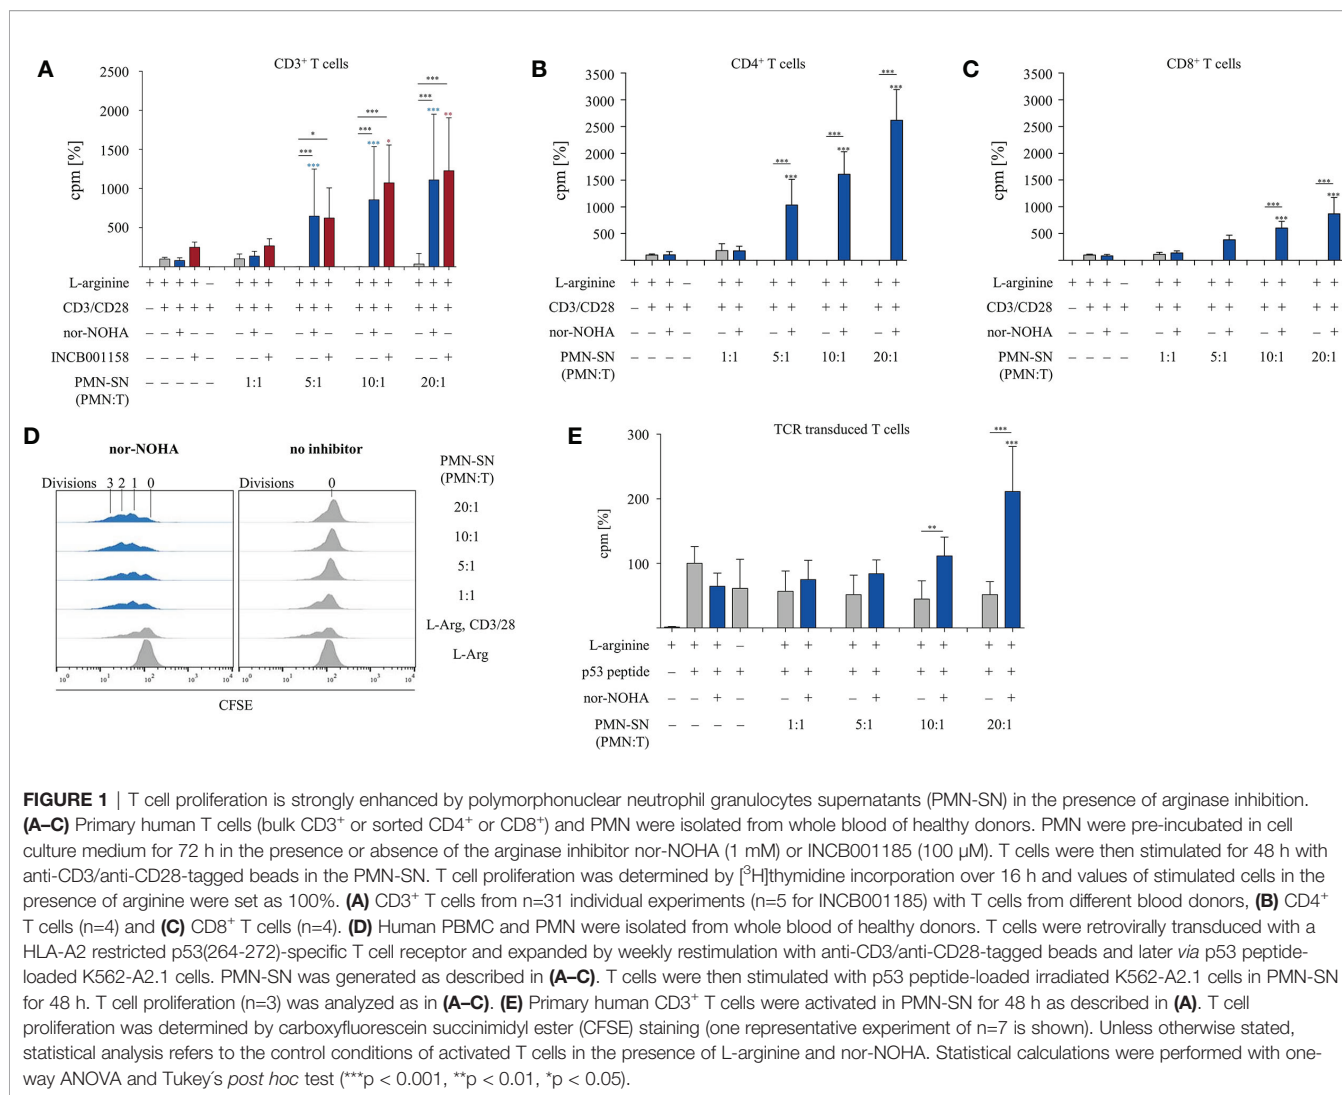 A
CD3+ T cells
cpm [%]
2500
2000
1500
1000
500
*** *** *** **
*** *** *** *
* *** ***
L-arginine + + + + – + + + + + + + + + + + +
CD3/CD28 – + + + + + + + + + + + + + + + +
nor-NOHA + + + + +
INCB001158 + + + + +
PMN-SN – – – – – 1:1 5:1 10:1 20:1
(PMN:T)
B
CD4+ T cells
cpm [%]
3500
3000
2500
2000
1500
1000
500
*** ***
*** ***
*** ***
L-arginine + + + – + + + + + + + +
CD3/CD28 – + + + + + + + + + + +
nor-NOHA + + + + +
PMN-SN – – – – 1:1 5:1 10:1 20:1
(PMN:T)
C
CD8+ T cells
cpm [%]
3500
3000
2500
2000
1500
1000
500
*** ***
*** ***
L-arginine + + + – + + + + + + + +
CD3/CD28 – + + + + + + + + + + +
nor-NOHA + + + + +
PMN-SN – – – – 1:1 5:1 10:1 20:1
(PMN:T)
D
nor-NOHA no inhibitor
PMN-SN
(PMN:T)
Divisions 3 2 1 0 Divisions 0
20:1
10:1
5:1
1:1
L-Arg, CD3/28
L-Arg
10⁰ 10¹ 10² 10³ 10⁴ 10⁰ 10¹ 10² 10³ 10⁴
CFSE
E
TCR transduced T cells
cpm [%]
300
200
100
*** ***
**
L-arginine + + + – + + + + + + + +
p53 peptide – + + + + + + + + + + +
nor-NOHA + + + + +
PMN-SN – – – – 1:1 5:1 10:1 20:1
(PMN:T)
FIGURE 1 | T cell proliferation is strongly enhanced by polymorphonuclear neutrophil granulocytes supernatants (PMN-SN) in the presence of arginase inhibition.
(A–C) Primary human T cells (bulk CD3+ or sorted CD4+ or CD8+) and PMN were isolated from whole blood of healthy donors. PMN were pre-incubated in cell
culture medium for 72 h in the presence or absence of the arginase inhibitor nor-NOHA (1 mM) or INCB001185 (100 µM). T cells were then stimulated for 48 h with
anti-CD3/anti-CD28-tagged beads in the PMN-SN. T cell proliferation was determined by [³H]thymidine incorporation over 16 h and values of stimulated cells in the
presence of arginine were set as 100%. (A) CD3+ T cells from n=31 individual experiments (n=5 for INCB001185) with T cells from different blood donors, (B) CD4+
T cells (n=4) and (C) CD8+ T cells (n=4). (D) Human PBMC and PMN were isolated from whole blood of healthy donors. T cells were retrovirally transduced with a
HLA-A2 restricted p53(264-272)-specific T cell receptor and expanded by weekly restimulation with anti-CD3/anti-CD28-tagged beads and later via p53 peptide-
loaded K562-A2.1 cells. PMN-SN was generated as described in (A–C). T cells were then stimulated with p53 peptide-loaded irradiated K562-A2.1 cells in PMN-SN
for 48 h. T cell proliferation (n=3) was analyzed as in (A–C). (E) Primary human CD3+ T cells were activated in PMN-SN for 48 h as described in (A). T cell
proliferation was determined by carboxyfluorescein succinimidyl ester (CFSE) staining (one representative experiment of n=7 is shown). Unless otherwise stated,
statistical analysis refers to the control conditions of activated T cells in the presence of L-arginine and nor-NOHA. Statistical calculations were performed with one-
way ANOVA and Tukey´s post hoc test (***p < 0.001, **p < 0.01, *p < 0.05).